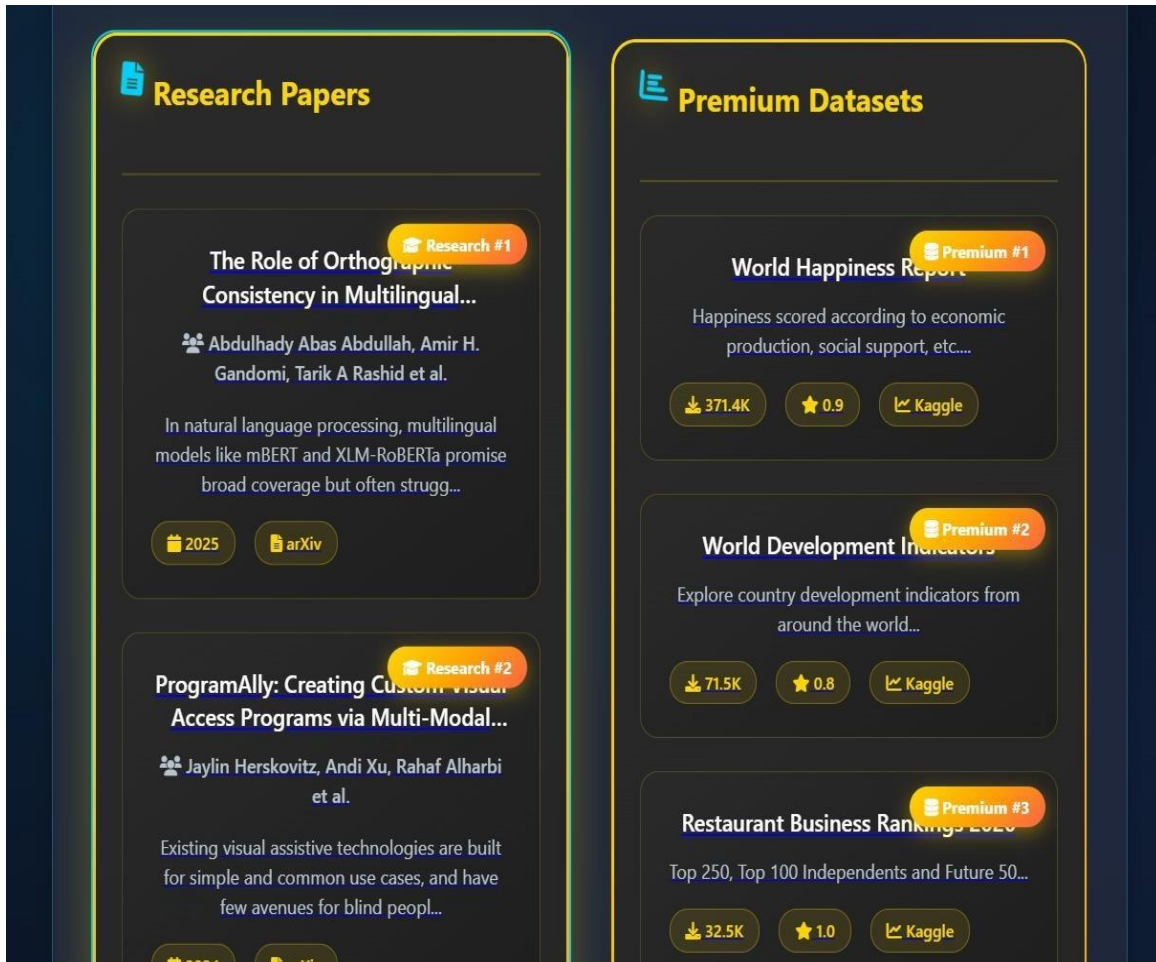 Research Papers
Research #1
The Role of Orthographic
Consistency in Multilingual...
Abdulhady Abas Abdullah, Amir H.
Gandomi, Tarik A Rashid et al.
In natural language processing, multilingual
models like mBERT and XLM-RoBERTa promise
broad coverage but often strugg...
2025
arXiv
Research #2
ProgramAlly: Creating Custom Visual
Access Programs via Multi-Modal...
Jaylin Herskovitz, Andi Xu, Rahaf Alharbi
et al.
Existing visual assistive technologies are built
for simple and common use cases, and have
few avenues for blind peopl...
Premium Datasets
Premium #1
World Happiness Report
Happiness scored according to economic
production, social support, etc....
371.4K
0.9
Kaggle
Premium #2
World Development Indicators
Explore country development indicators from
around the world...
71.5K
0.8
Kaggle
Premium #3
Restaurant Business Rankings 2020
Top 250, Top 100 Independents and Future 50...
32.5K
1.0
Kaggle